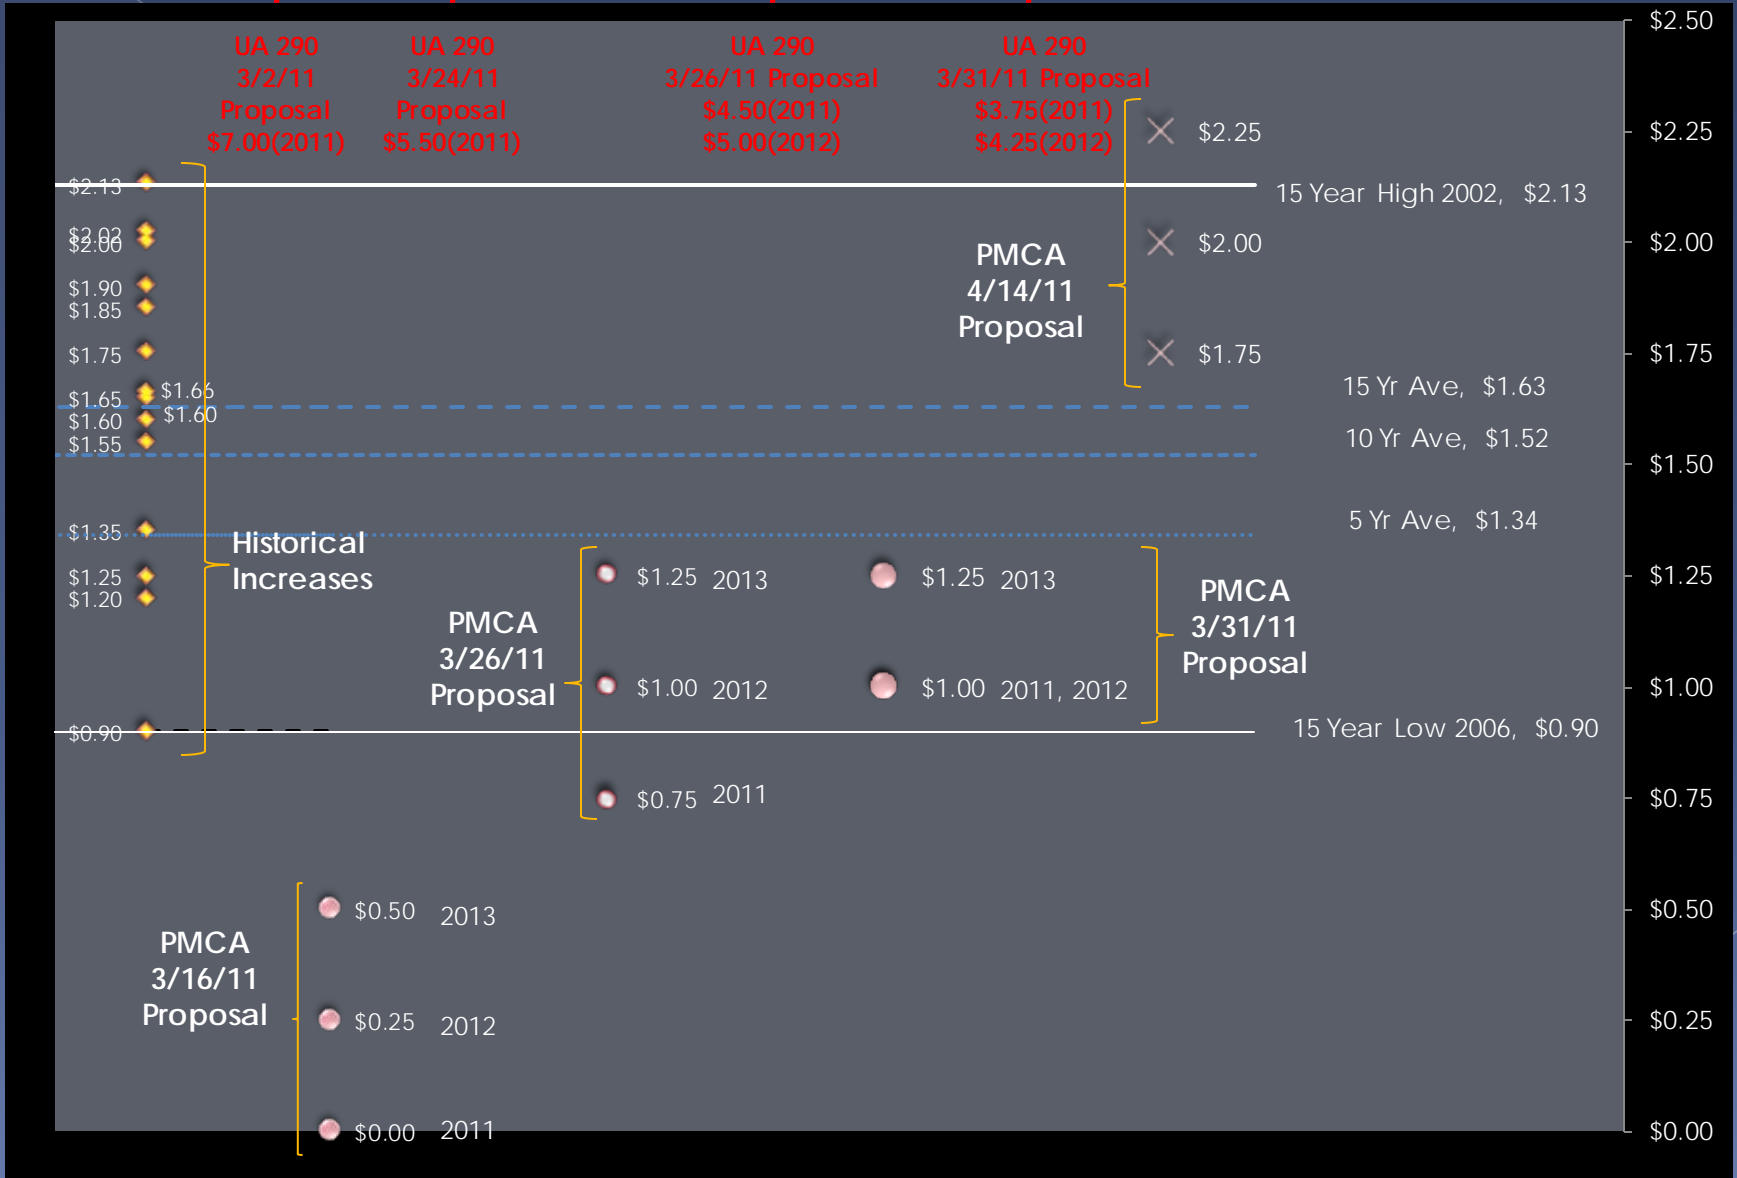 UA 290
3/2/11
Proposal
$7.00(2011)
UA 290
3/24/11
Proposal
$5.50(2011)
UA 290
3/26/11 Proposal
$4.50(2011)
$5.00(2012)
UA 290
3/31/11 Proposal
$3.75(2011)
$4.25(2012)
$2.13
$2.02
$2.00
$1.90
$1.85
$1.75
$1.66
$1.65
$1.60
$1.60
$1.55
$1.35
$1.25
$1.20
$0.90
Historical
Increases
PMCA
3/16/11
Proposal
$0.50 2013
$0.25 2012
$0.00 2011
PMCA
3/26/11
Proposal
$1.25 2013
$1.00 2012
$0.75 2011
$1.25 2013
$1.00 2011, 2012
PMCA
3/31/11
Proposal
PMCA
4/14/11
Proposal
$2.25
$2.00
$1.75
15 Year High 2002, $2.13
15 Yr Ave, $1.63
10 Yr Ave, $1.52
5 Yr Ave, $1.34
15 Year Low 2006, $0.90
$2.50
$2.25
$2.00
$1.75
$1.50
$1.25
$1.00
$0.75
$0.50
$0.25
$0.00